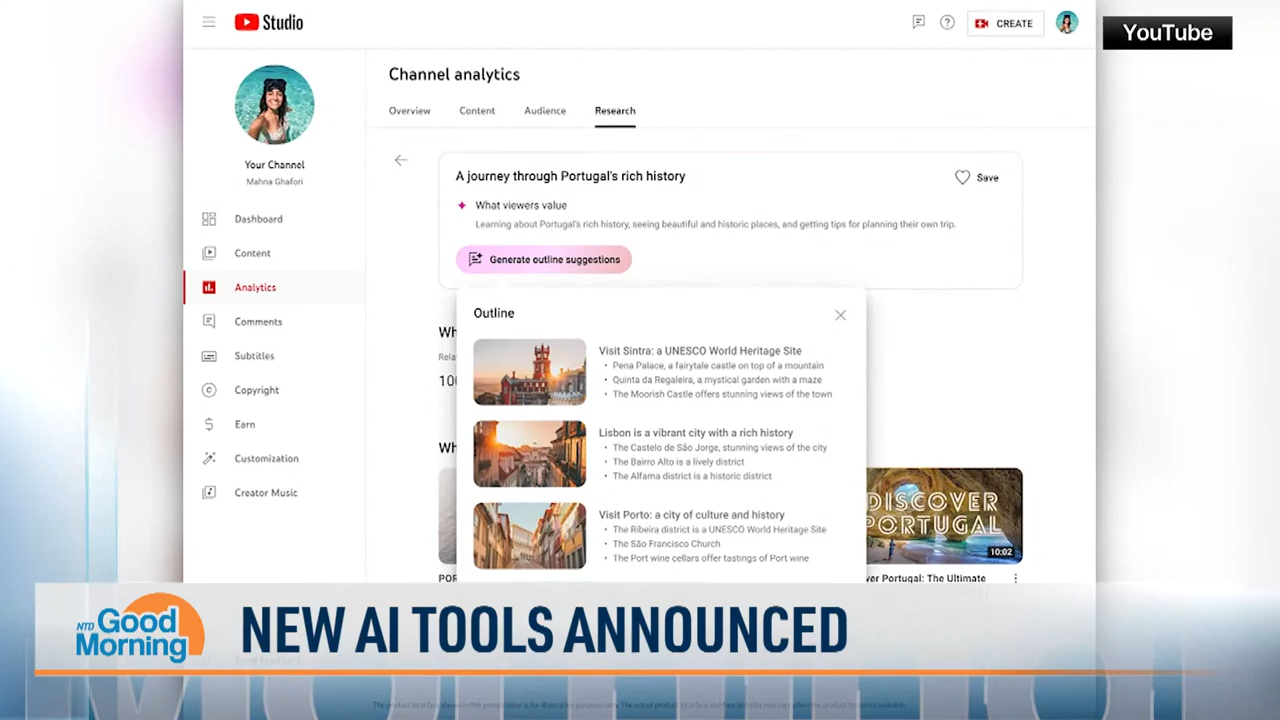 Studio
CREATE
YouTube
Channel analytics
Overview Content Audience Research
Your Channel
Mahna Ghafori
Dashboard
Content
Analytics
Comments
Subtitles
Copyright
Earn
Customization
Creator Music
A journey through Portugal's rich history
Save
What viewers value
Learning about Portugal's rich history, seeing beautiful and historic places, and getting tips for planning their own trip.
Generate outline suggestions
Outline
Visit Sintra: a UNESCO World Heritage Site
• Pena Palace, a fairytale castle on top of a mountain
• Quinta da Regaleira, a mystical garden with a maze
• The Moorish Castle offers stunning views of the town
Lisbon is a vibrant city with a rich history
• The Castelo de São Jorge, stunning views of the city
• The Bairro Alto is a lively district
• The Alfama district is a historic district
Visit Porto: a city of culture and history
• The Ribeira district is a UNESCO World Heritage Site
• The São Francisco Church
• The Port wine cellars offer tastings of Port wine
DISCOVER
PORTUGAL
10:02
Portugal: The Ultimate
NTD
Good
Morning
NEW AI TOOLS ANNOUNCED